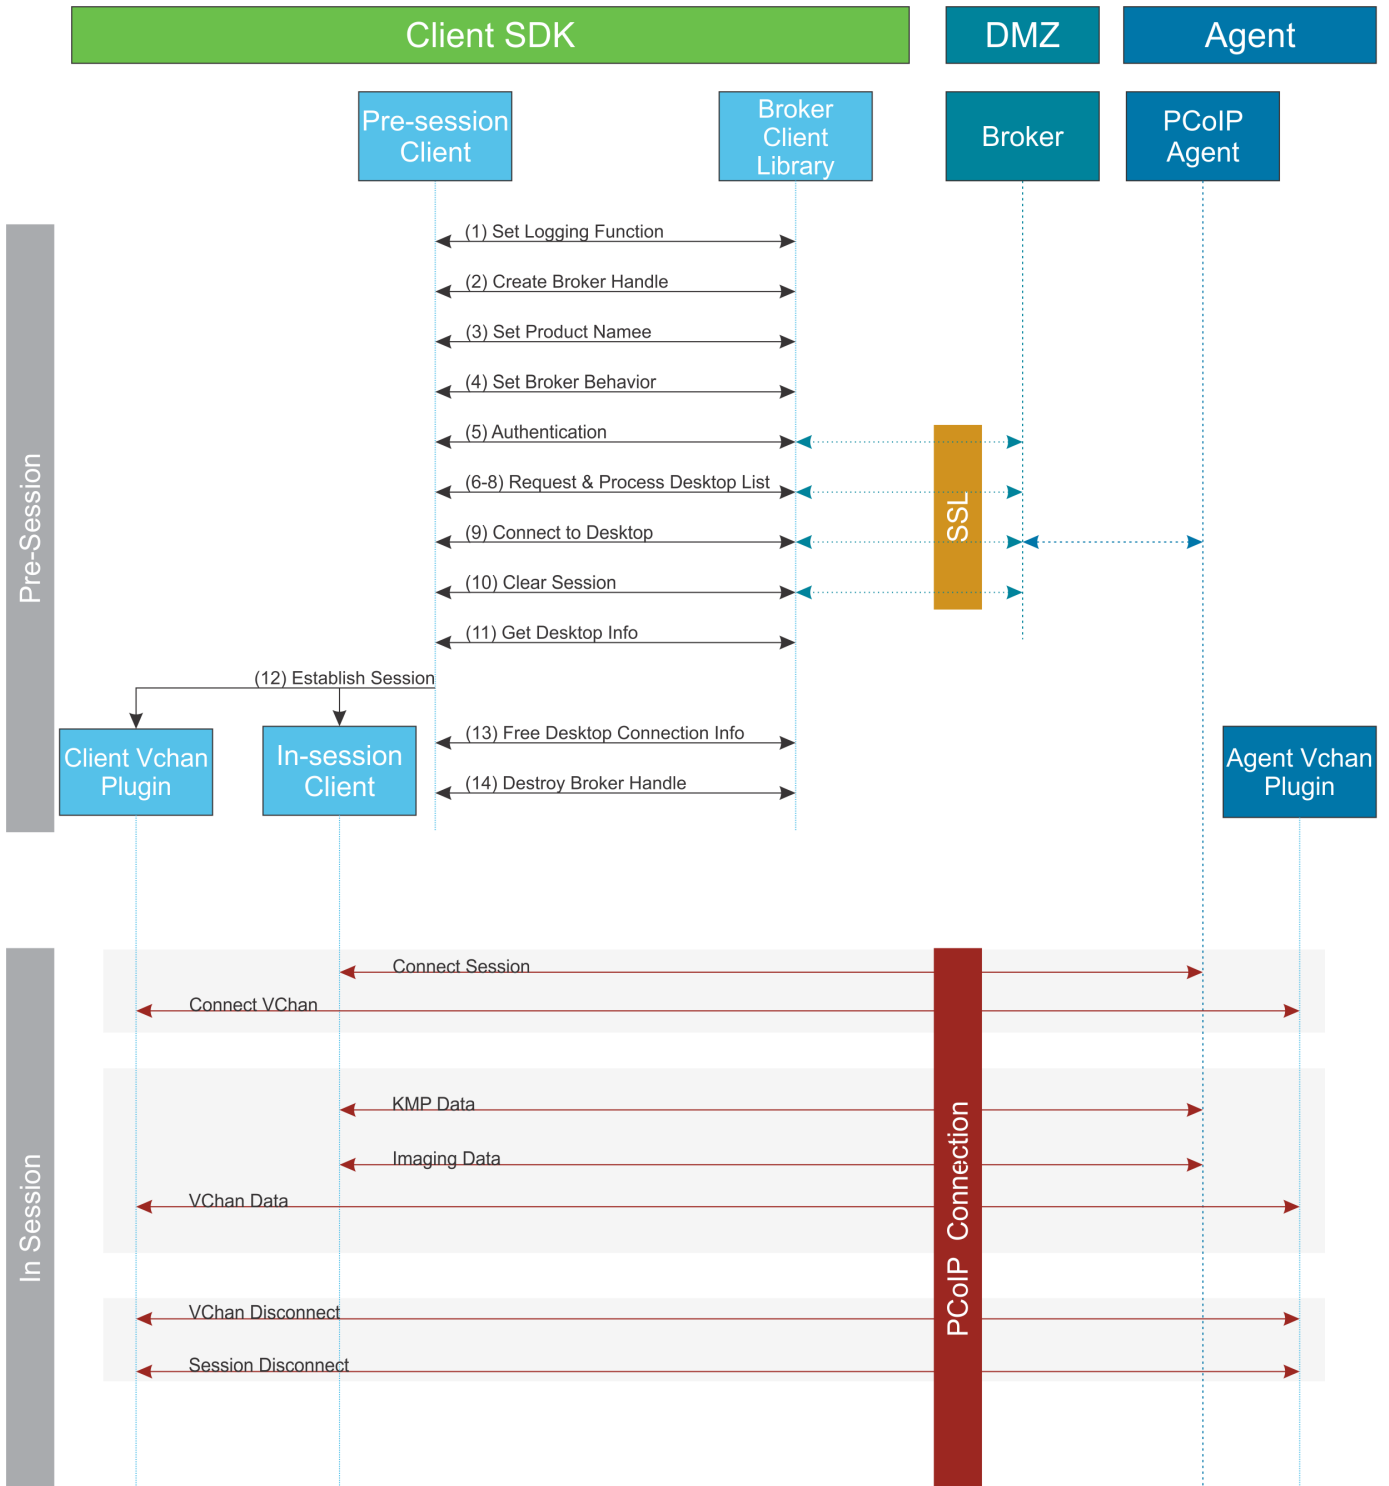 Client SDK
DMZ
Agent
Pre-session
Client
Broker
Client
Library
Broker
PCoIP
Agent
Pre-Session
(1) Set Logging Function
(2) Create Broker Handle
(3) Set Product Namee
(4) Set Broker Behavior
(5) Authentication
(6-8) Request & Process Desktop List
(9) Connect to Desktop
(10) Clear Session
SSL
(11) Get Desktop Info
(12) Establish Session
(13) Free Desktop Connection Info
(14) Destroy Broker Handle
Client Vchan
Plugin
In-session
Client
Agent Vchan
Plugin
In Session
Connect Session
Connect VChan
KMP Data
Imaging Data
VChan Data
VChan Disconnect
Session Disconnect
PCoIP Connection